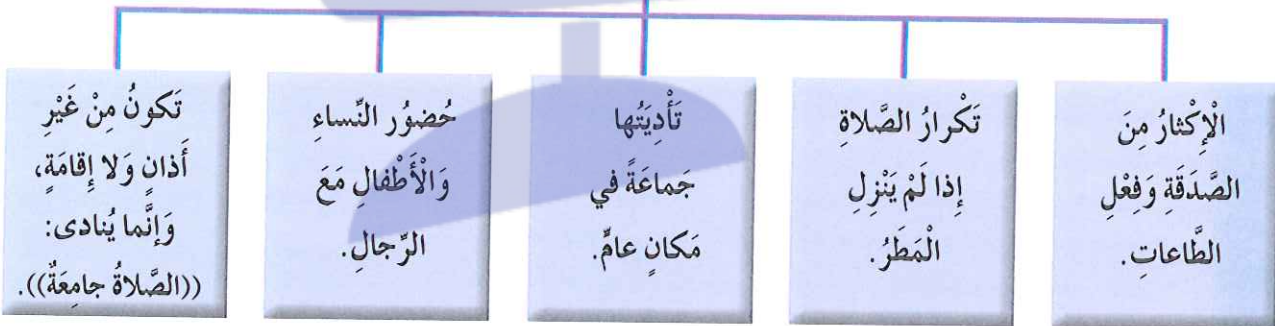 الْإِكْثارُ مِنَ
الصَّدَقَةِ وَفِعْلِ
الطَّاعاتِ.
تَكْرارُ الصَّلاةِ
إِذا لَمْ يَنْزِلِ
الْمَطَرُ.
تَأْدِيَتُها
جَماعَةً في
مَكانٍ عامٍّ.
حُضوُر النِّساءِ
وَالْأَطْفالِ مَعَ
الرِّجالِ.
تَكونُ مِنْ غَيْرِ
أَذانٍ وَلا إِقامَةٍ،
وَإِنَّما يُنادى:
((الصَّلاةُ جامِعَةٌ)).